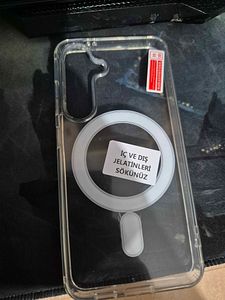 İÇ VE DIŞ
JELATİNLERİ
SÖKÜNÜZ